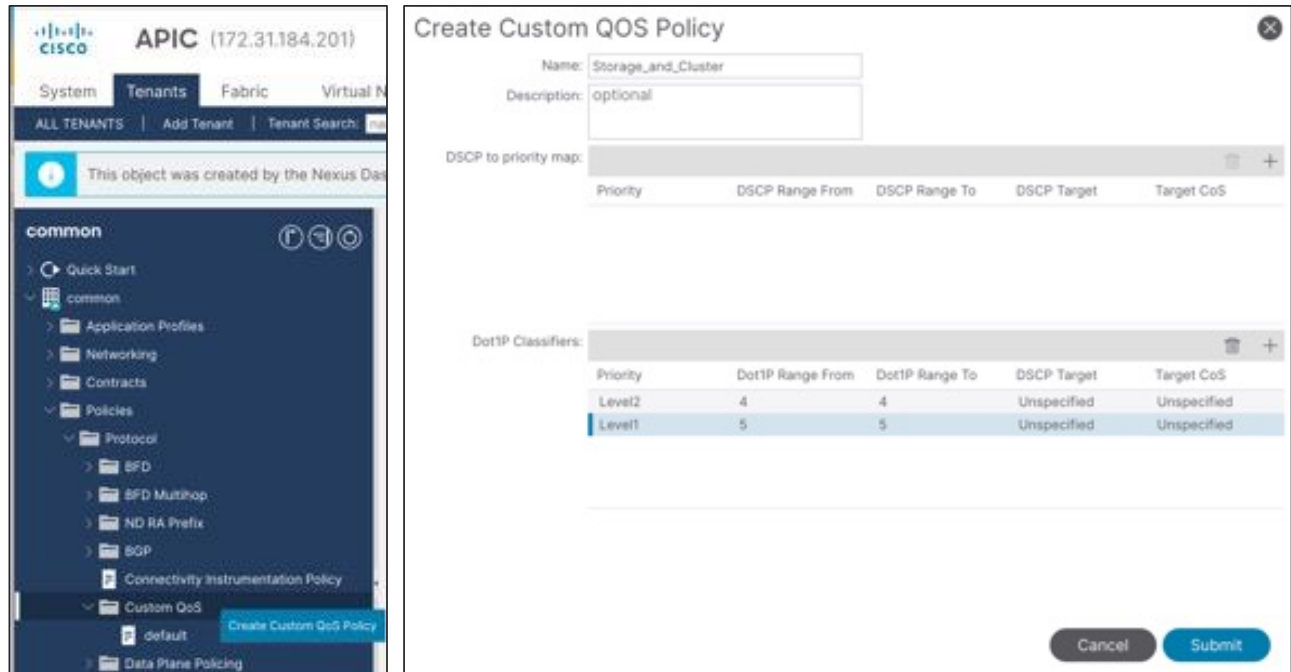 CISCO
APIC (172.31.184.201)
System Tenants Fabric Virtual N
ALL TENANTS | Add Tenant | Tenant Search: na
This object was created by the Nexus Das
common
Quick Start
common
Application Profiles
Networking
Contracts
Policies
Protocol
BFD
BFD Multihop
ND RA Prefix
BGP
Connectivity Instrumentation Policy
Custom QoS
Create Custom QoS Policy
default
Data Plane Policing
Create Custom QOS Policy
Name: Storage_and_Cluster
Description: optional
DSCP to priority map:
Priority DSCP Range From DSCP Range To DSCP Target Target CoS
Dot1P Classifiers:
Priority Dot1P Range From Dot1P Range To DSCP Target Target CoS
Level2 4 4 Unspecified Unspecified
Level1 5 5 Unspecified Unspecified
Cancel Submit